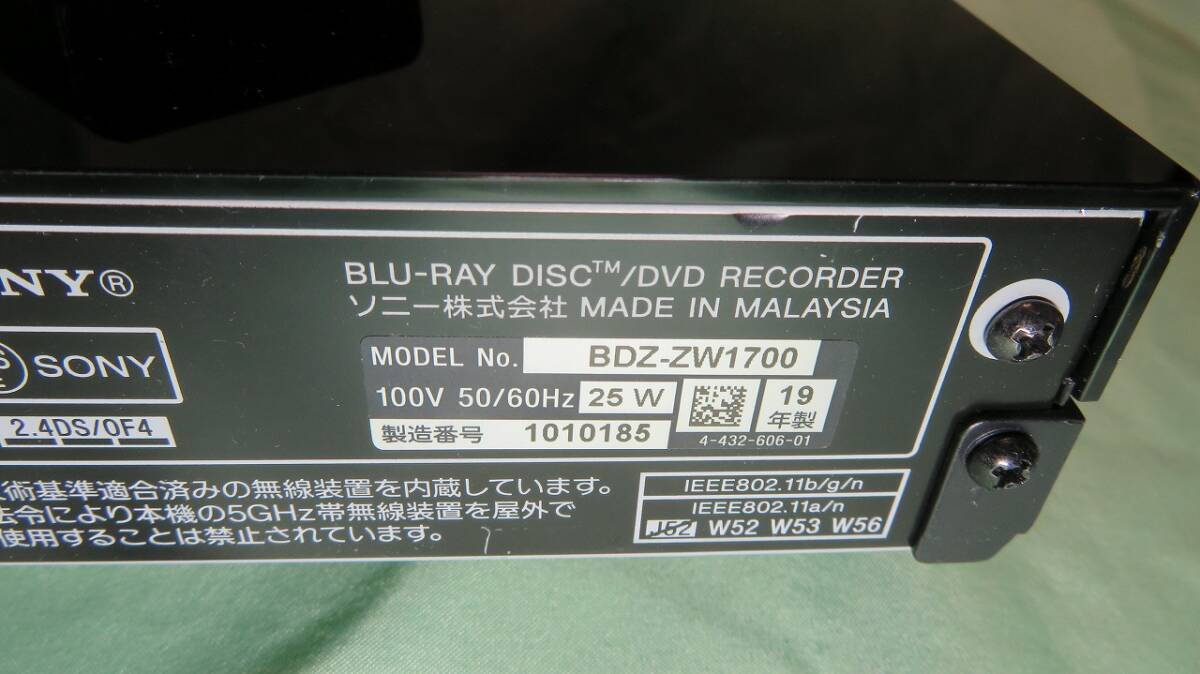 NY®
BLU-RAY DISC™/DVD RECORDER
ソニー株式会社 MADE IN MALAYSIA
SONY
MODEL No. BDZ-ZW1700
100V 50/60Hz 25 W
19
年製
製造番号 1010185
4-432-606-01
2.4DS/OF4
術基準適合済みの無線装置を内蔵しています。
法令により本機の5GHz帯無線装置を屋外で
使用することは禁止されています。
IEEE802.11b/g/n
IEEE802.11a/n
J52 W52 W53 W56